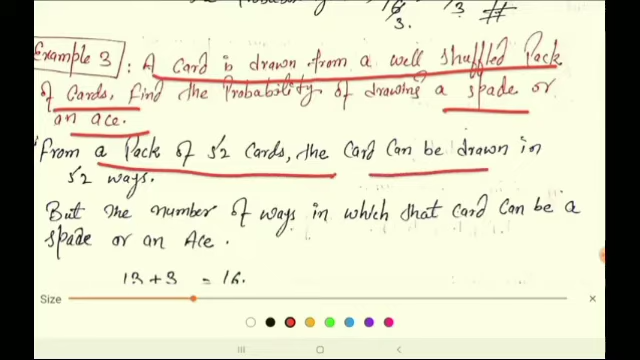 Example 3 : A Card is drawn from a well shuffled Pack
of Cards, find the Probability of drawing a spade or
an ace.
From a Pack of 52 Cards, the Card Can be drawn in
52 ways.
But the number of ways in which that Card Can be a
spade or an Ace.
13 + 3 = 16.
Size